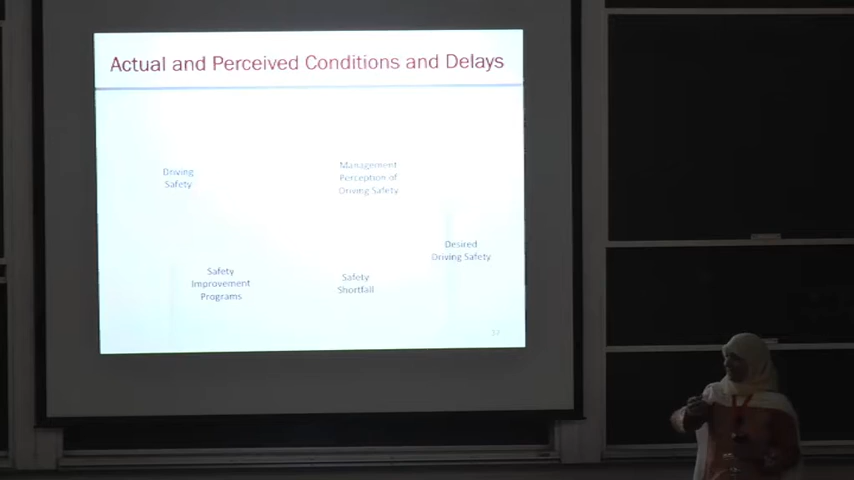 Actual and Perceived Conditions and Delays
Driving
Safety
Management
Perception of
Driving Safety
Desired
Driving Safety
Safety
Improvement
Programs
Safety
Shortfall